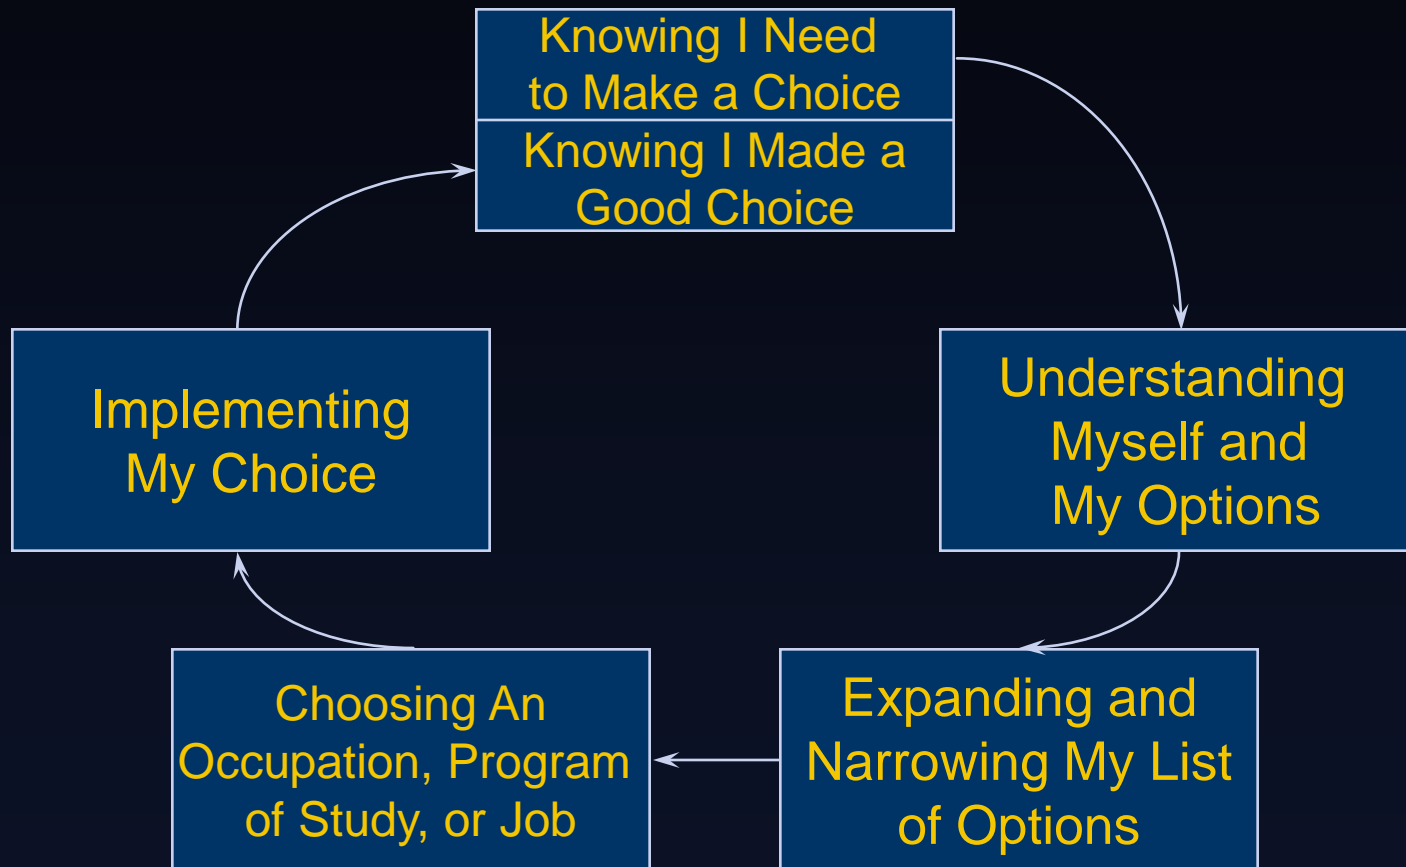 Knowing I Need
to Make a Choice
Knowing I Made a
Good Choice
Understanding
Myself and
My Options
Expanding and
Narrowing My List
of Options
Choosing An
Occupation, Program
of Study, or Job
Implementing
My Choice